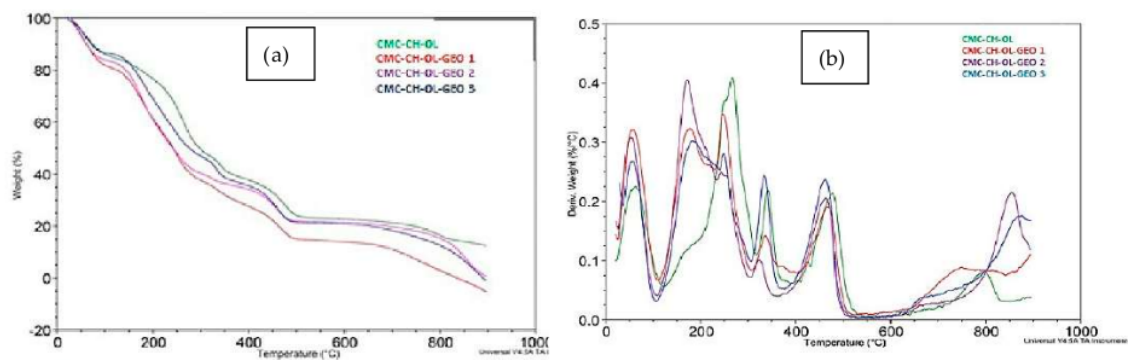 (a)
CMC-CH-OL
CMC-CH-OL-GEO 1
CMC-CH-OL-GEO 2
CMC-CH-OL-GEO 3
Weight (%)
100
80
60
40
20
0
-20
0
200
400
600
800
1000
Temperature (°C)
Universal V4.5A TA
(b)
CMC-CH-OL
CMC-CH-OL-GEO 1
CMC-CH-OL-GEO 2
CMC-CH-OL-GEO 3
Deriv. Weight (%/°C)
0.5
0.4
0.3
0.2
0.1
0.0
0
200
400
600
800
1000
Temperature (°C)
Universal V4.5A TA Instrument